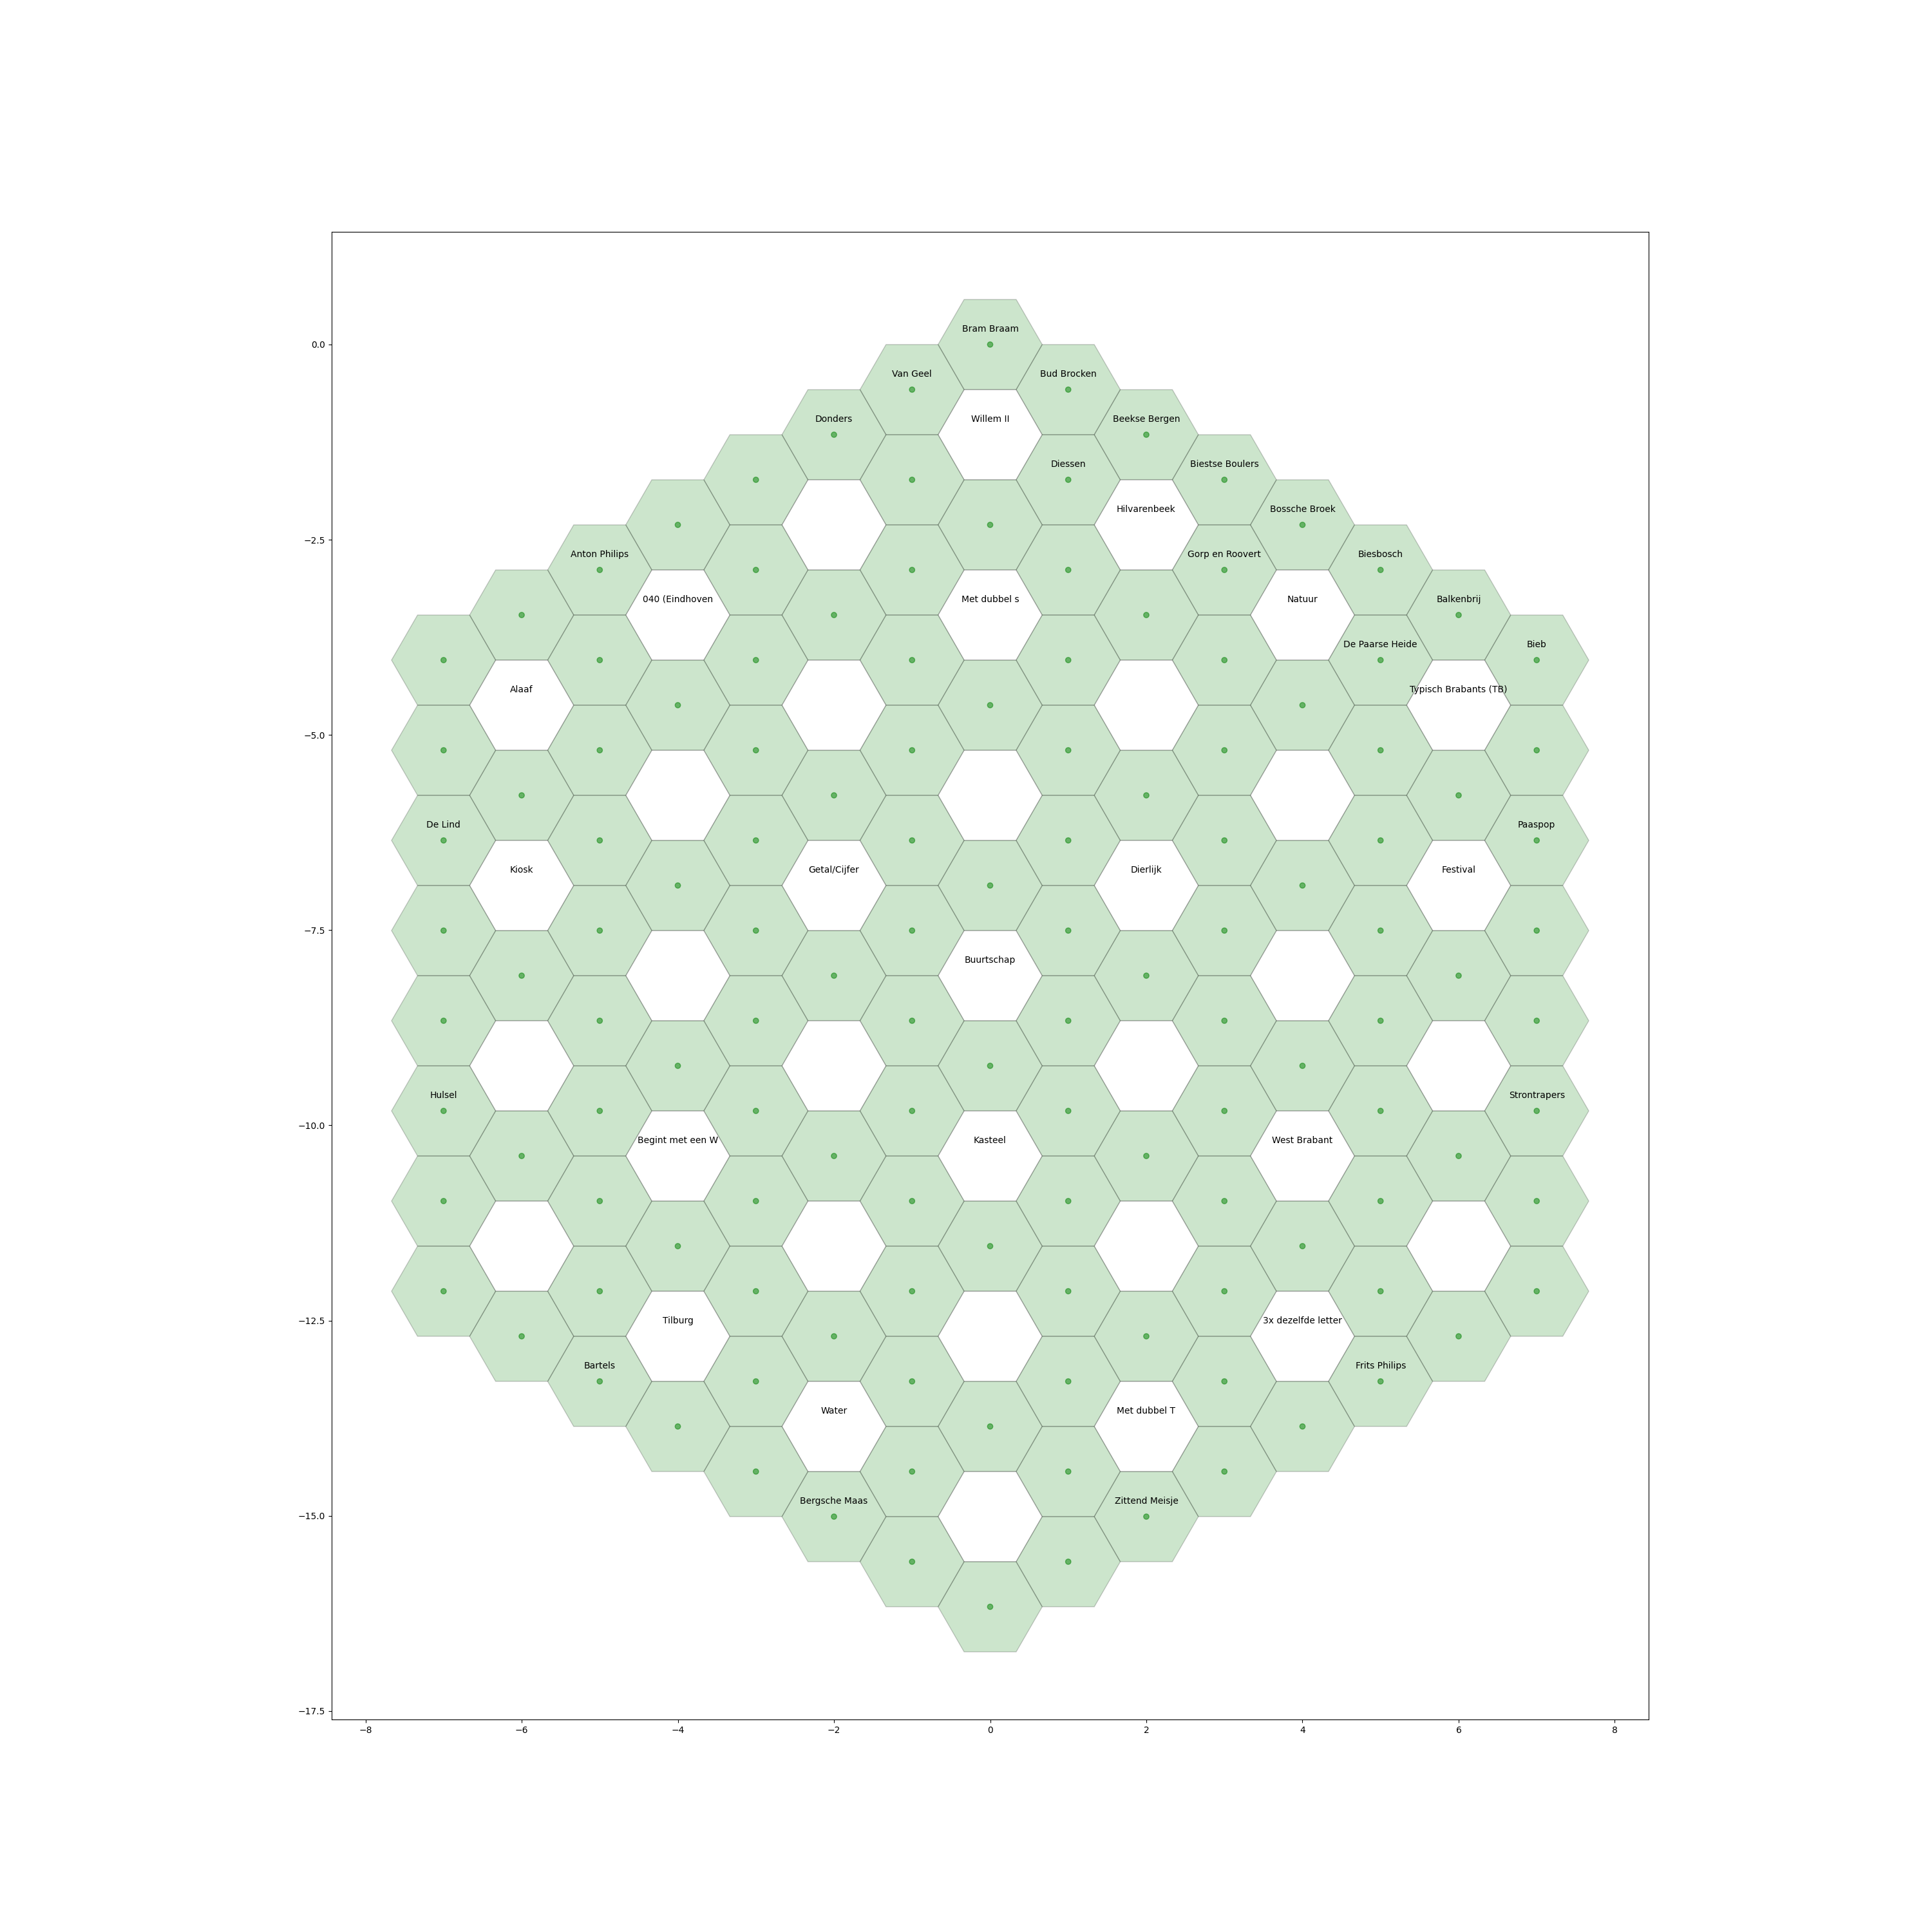 Bram Braam
0.0
Van Geel
Bud Brocken
Donders
Willem II
Beekse Bergen
Diessen
Biestse Boulers
Hilvarenbeek
Bossche Broek
−2.5
Anton Philips
Gorp en Roovert
Biesbosch
040 (Eindhoven
Met dubbel s
Natuur
Balkenbrij
De Paarse Heide
Bieb
Alaaf
Typisch Brabants (TB)
−5.0
De Lind
Paaspop
Kiosk
Getal/Cijfer
Dierlijk
Festival
−7.5
Buurtschap
Hulsel
Strontrapers
−10.0
Begint met een W
Kasteel
West Brabant
Tilburg
3x dezelfde letter
−12.5
Bartels
Frits Philips
Water
Met dubbel T
Bergsche Maas
Zittend Meisje
−15.0
−17.5
−8 −6 −4 −2 0 2 4 6 8